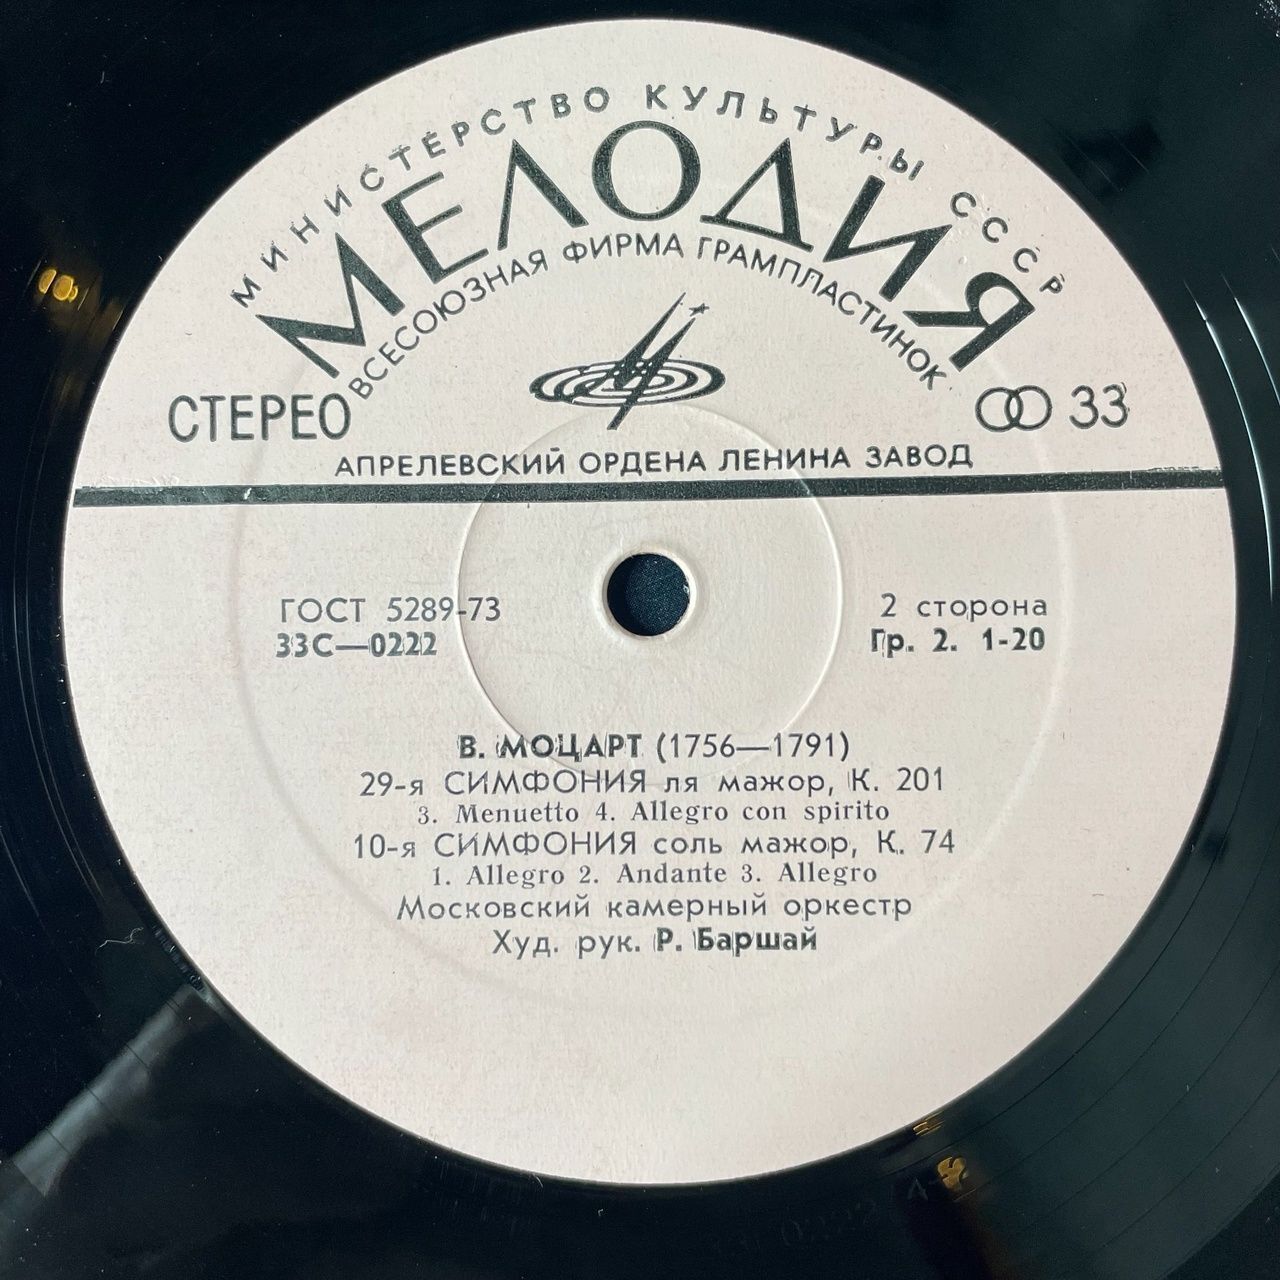 МИНИСТЕРСТВО КУЛЬТУРЫ СССР
МЕЛОДИЯ
ВСЕСОЮЗНАЯ ФИРМА ГРАМПЛАСТИНОК
СТЕРЕО
33
АПРЕЛЕВСКИЙ ОРДЕНА ЛЕНИНА ЗАВОД
ГОСТ 5289-73
33С—0222
2 сторона
Гр. 2. 1-20
В. МОЦАРТ (1756—1791)
29-я СИМФОНИЯ ля мажор, К. 201
3. Menuetto 4. Allegro con spirito
10-я СИМФОНИЯ соль мажор, К. 74
1. Allegro 2. Andante 3. Allegro
Московский камерный оркестр
Худ. рук. Р. Баршай